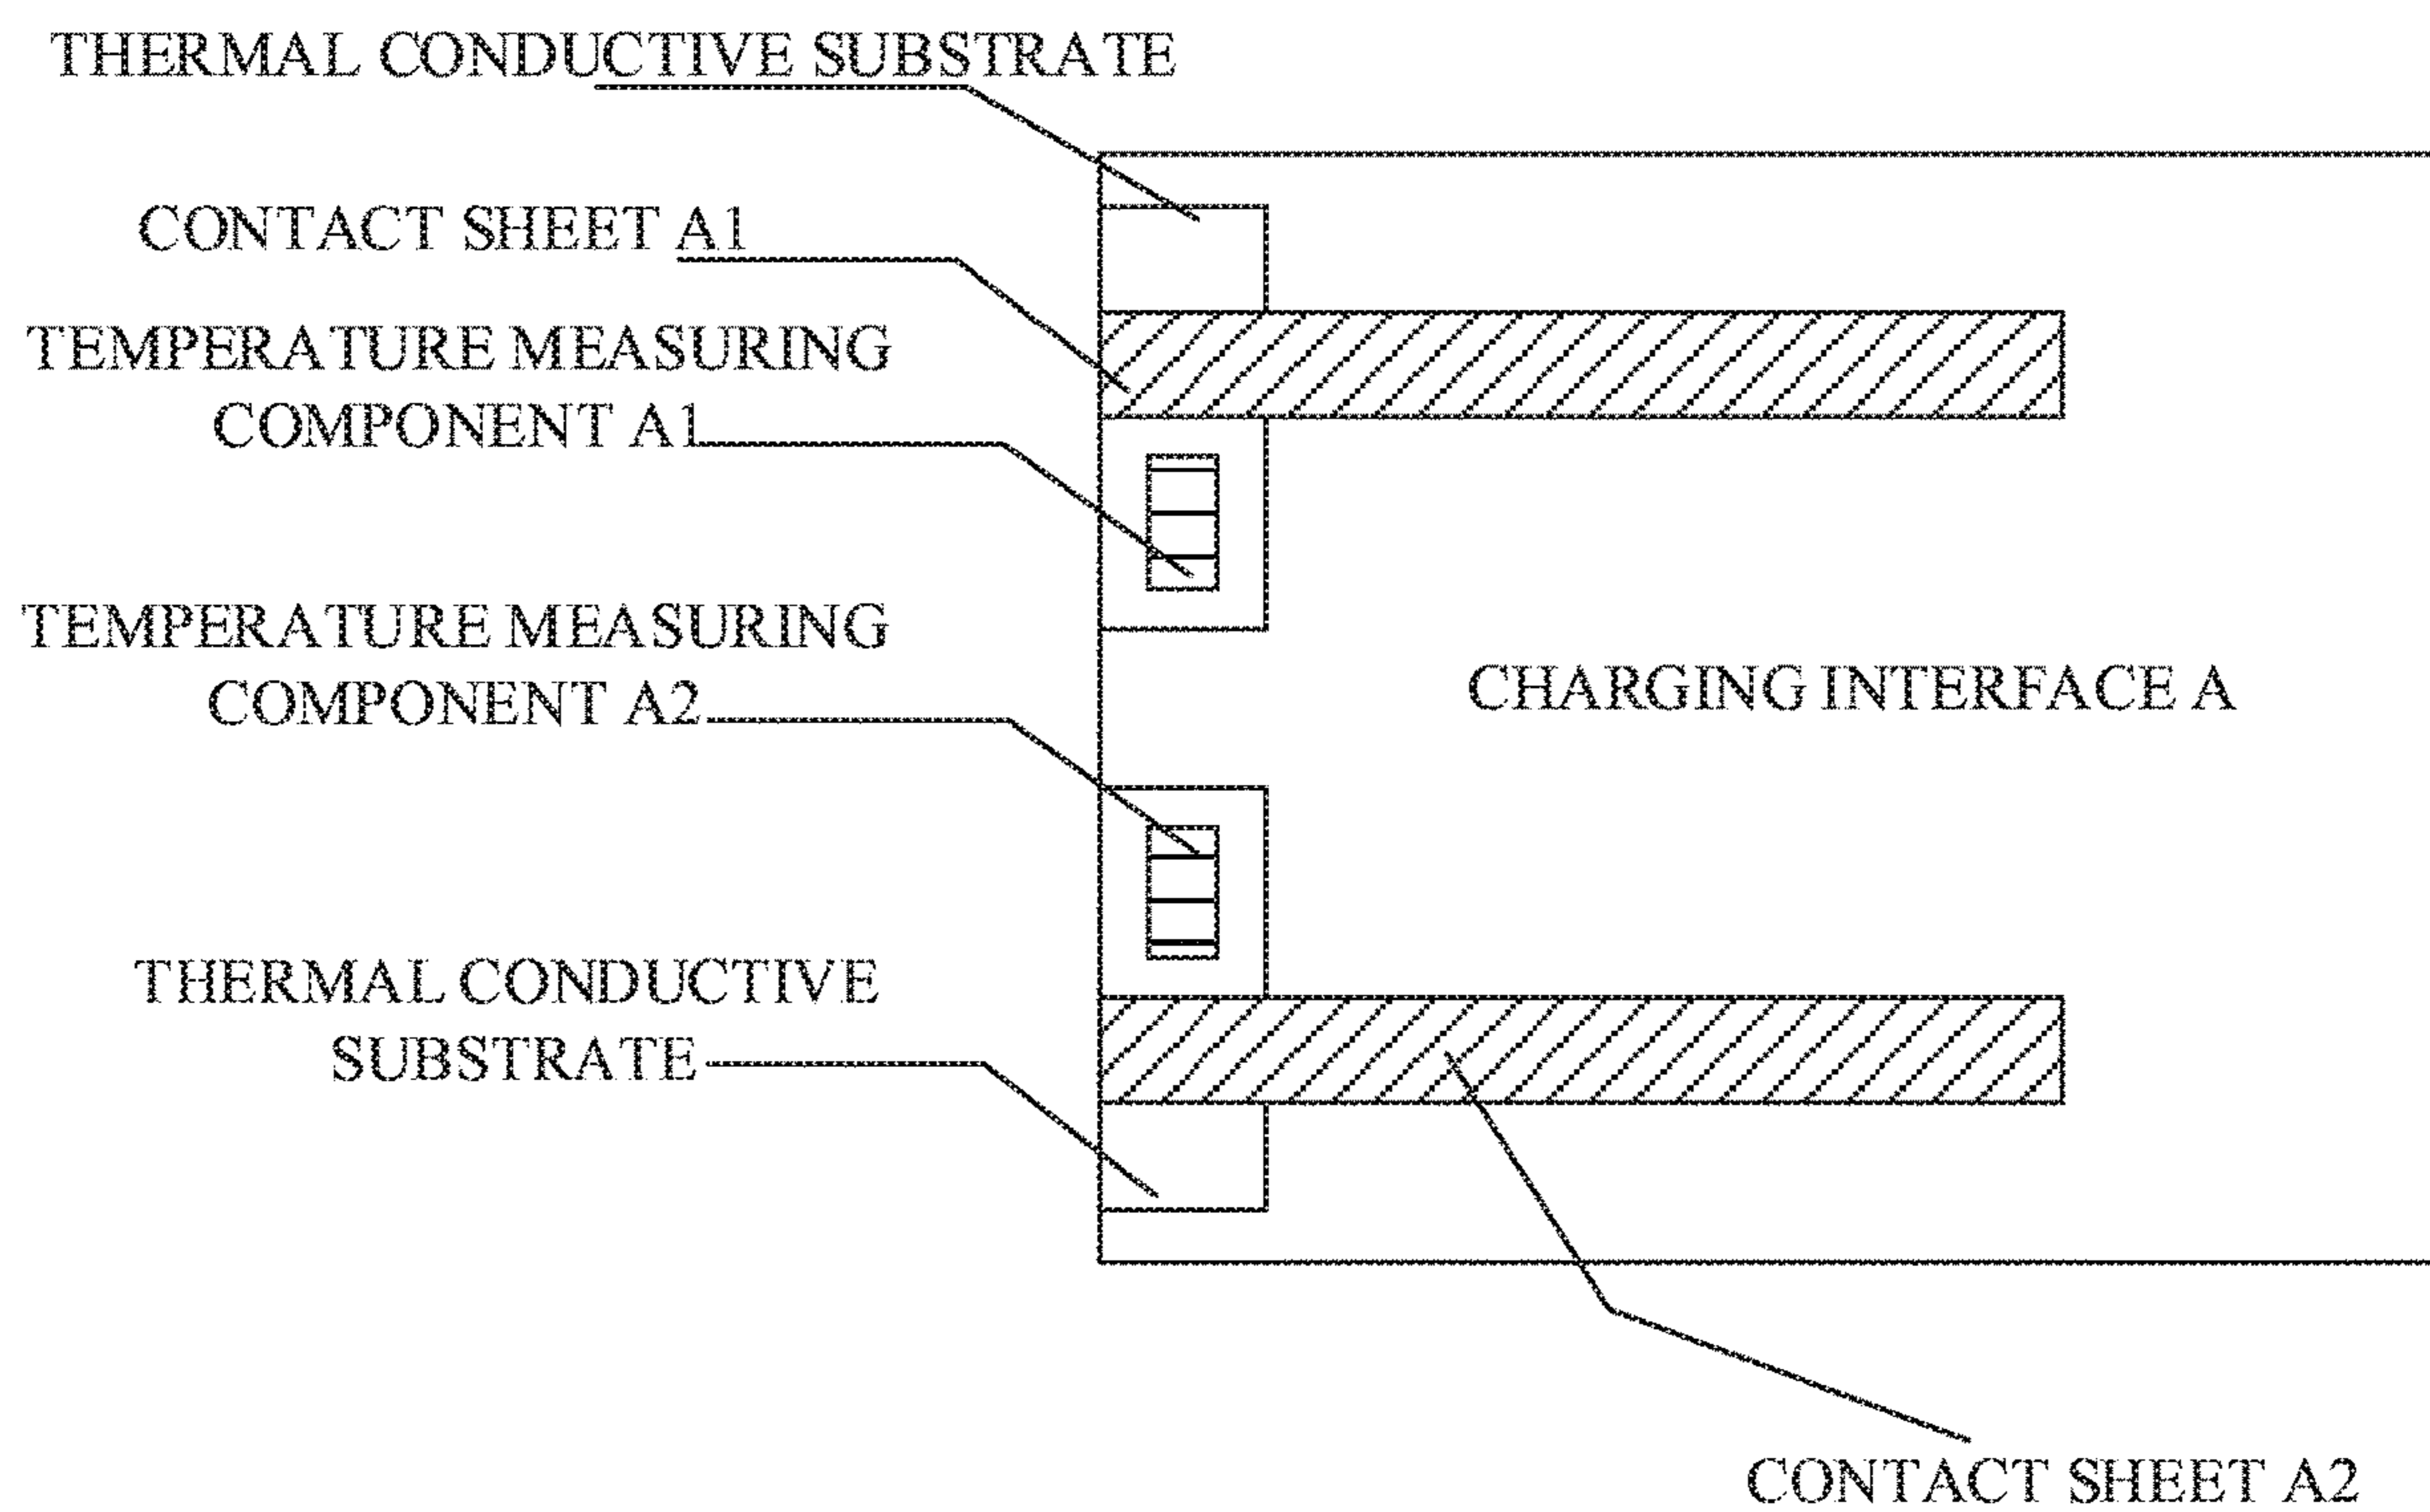 THERMAL CONDUCTIVE SUBSTRATE
CONTACT SHEET A1
TEMPERATURE MEASURING
COMPONENT A1
TEMPERATURE MEASURING
COMPONENT A2
CHARGING INTERFACE A
THERMAL CONDUCTIVE
SUBSTRATE
CONTACT SHEET A2